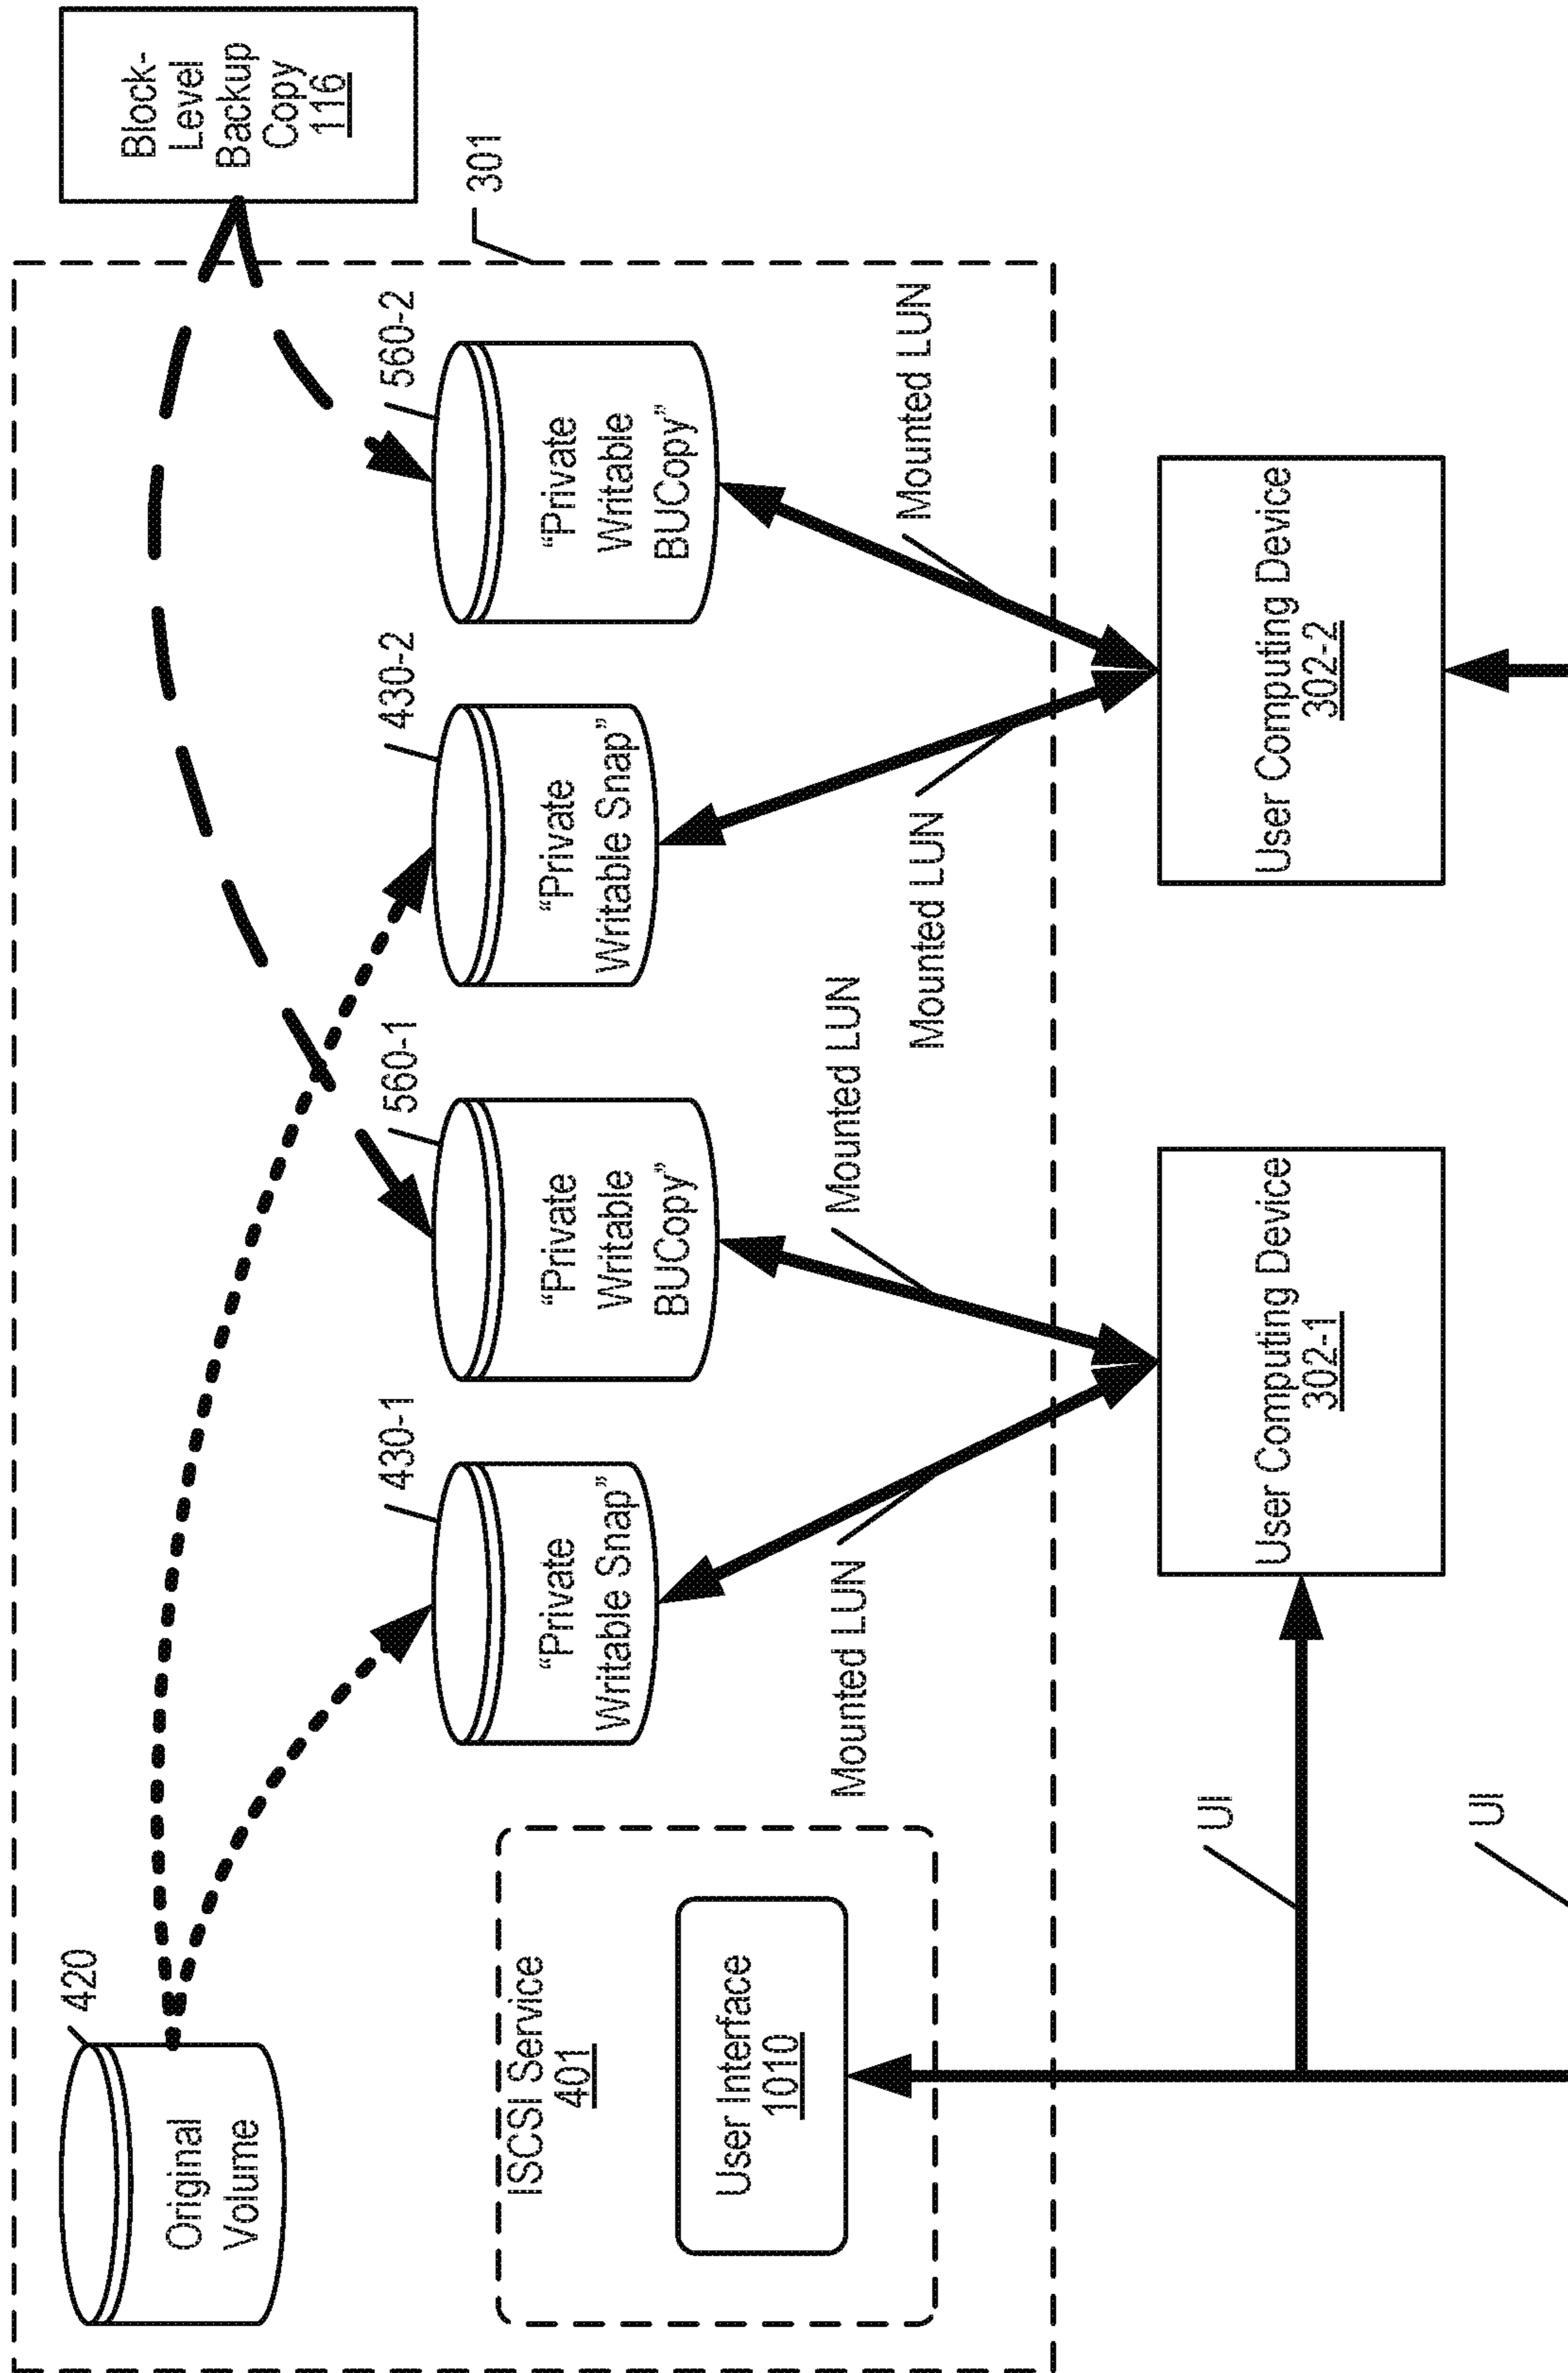 420
Original
Volume
Block-
Level
Backup
Copy
116
301
430-1
"Private
Writable Snap"
560-1
"Private
Writable
BUCopy"
430-2
"Private
Writable Snap"
560-2
"Private
Writable
BUCopy"
ISCSI Service
401
User Interface
1010
Mounted LUN
Mounted LUN
Mounted LUN
Mounted LUN
User Computing Device
302-1
User Computing Device
302-2
UI
UI